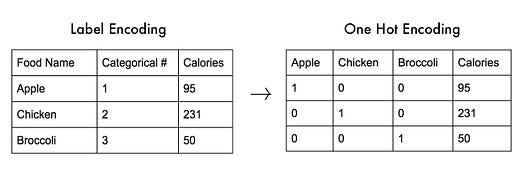 Label Encoding
Food Name Categorical # Calories
Apple 1 95
Chicken 2 231
Broccoli 3 50
→
One Hot Encoding
Apple Chicken Broccoli Calories
1 0 0 95
0 1 0 231
0 0 1 50